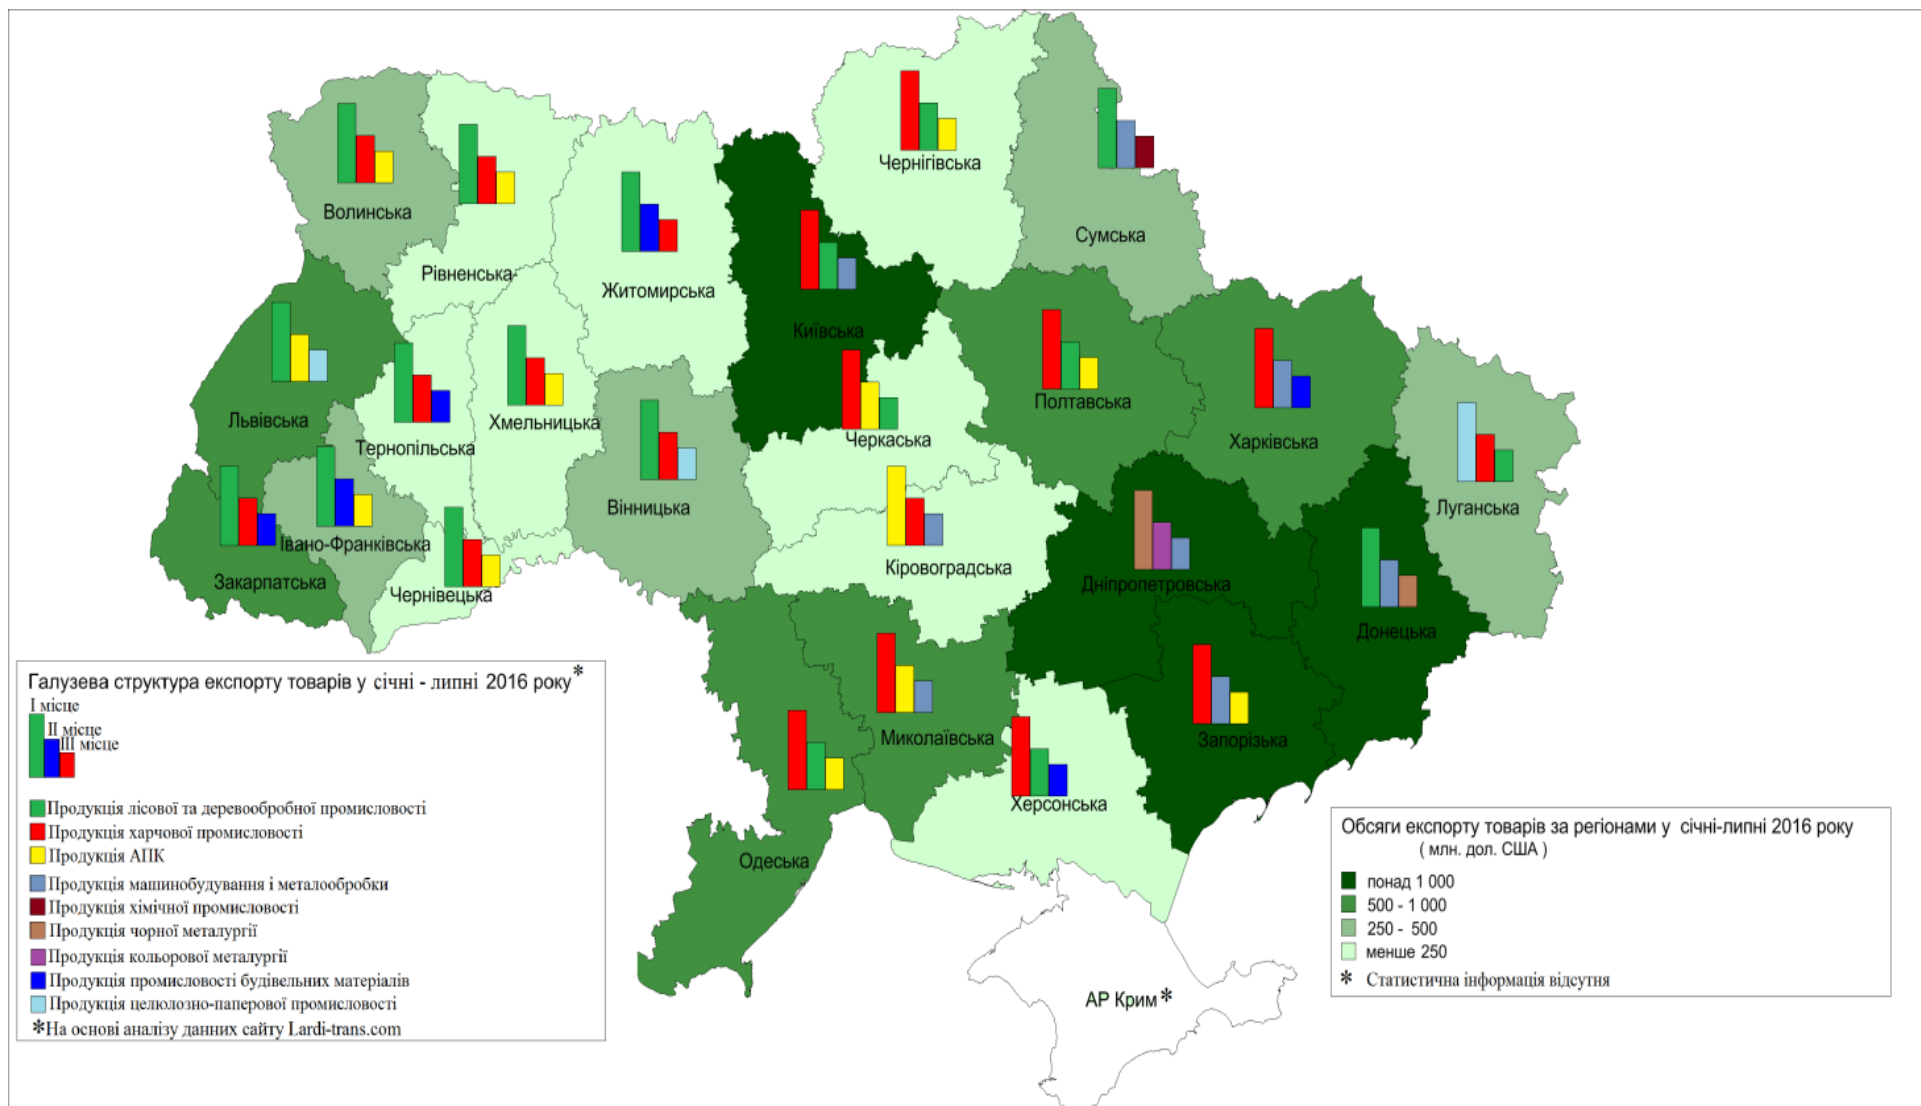 Чернігівська
Волинська
Сумська
Рівненська
Житомирська
Київська
Полтавська
Львівська
Хмельницька
Черкаська
Харківська
Тернопільська
Вінницька
Луганська
Івано-Франківська
Закарпатська
Чернівецька
Кіровоградська
Дніпропетровська
Донецька
Миколаївська
Запорізька
Херсонська
Одеська
АР Крим *
Галузева структура експорту товарів у січні - липні 2016 року *
I місце
II місце
III місце
Продукція лісової та деревообробної промисловості
Продукція харчової промисловості
Продукція АПК
Продукція машинобудування і металообробки
Продукція хімічної промисловості
Продукція чорної металургії
Продукція кольорової металургії
Продукція промисловості будівельних матеріалів
Продукція целюлозно-паперової промисловості
*На основі аналізу данних сайту Lardi-trans.com
Обсяги експорту товарів за регіонами у січні-липні 2016 року
( млн. дол. США )
понад 1 000
500 - 1 000
250 - 500
менше 250
* Статистична інформація відсутня